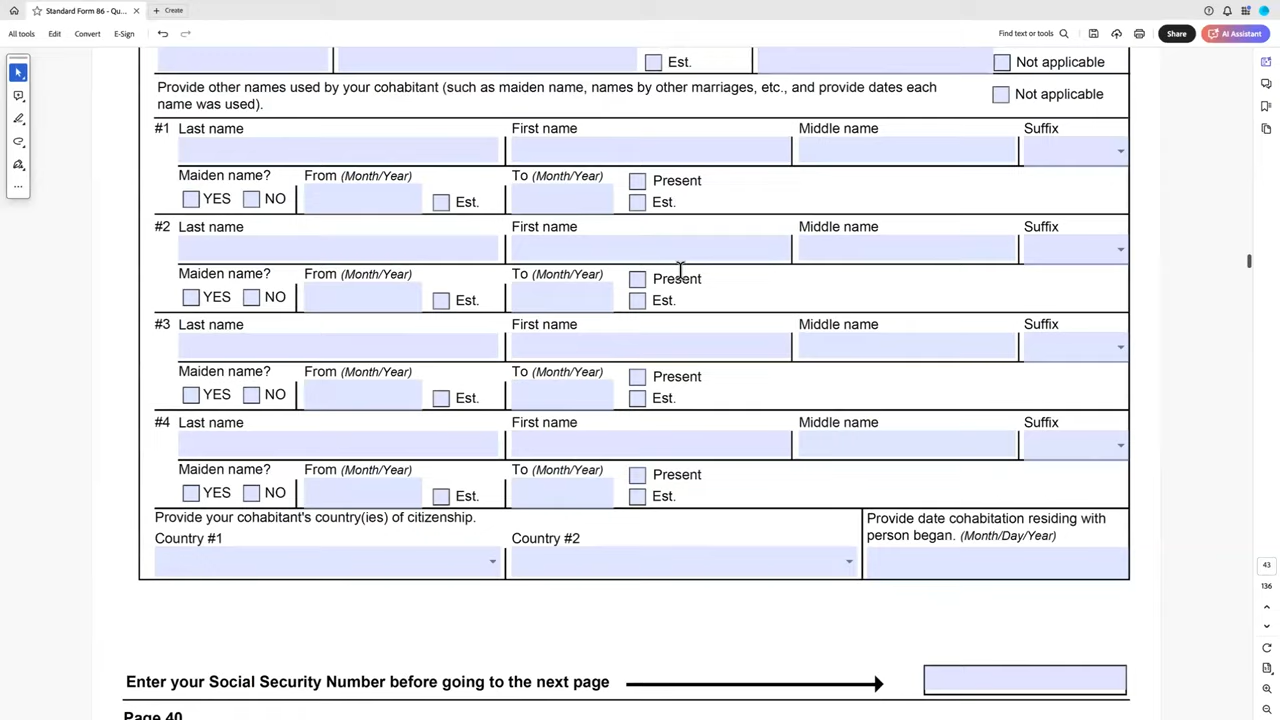 Standard Form 86 - Qu...
Create
All tools Edit Convert E-Sign
Find text or tools
Share
AI Assistant
Est.
Not applicable
Provide other names used by your cohabitant (such as maiden name, names by other marriages, etc., and provide dates each
name was used).
Not applicable
#1 Last name First name Middle name Suffix
Maiden name? From (Month/Year) To (Month/Year) Present
YES NO Est. Est.
#2 Last name First name Middle name Suffix
Maiden name? From (Month/Year) To (Month/Year) Present
YES NO Est. Est.
#3 Last name First name Middle name Suffix
Maiden name? From (Month/Year) To (Month/Year) Present
YES NO Est. Est.
#4 Last name First name Middle name Suffix
Maiden name? From (Month/Year) To (Month/Year) Present
YES NO Est. Est.
Provide your cohabitant's country(ies) of citizenship.
Country #1 Country #2
Provide date cohabitation residing with
person began. (Month/Day/Year)
43
136
Enter your Social Security Number before going to the next page
Page 40